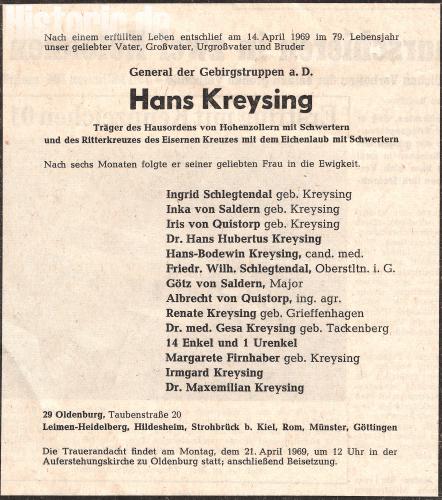 Historic.de
Nach einem erfüllten Leben entschlief am 14. April 1969 im 79. Lebensjahr
unser geliebter Vater, Großvater, Urgroßvater und Bruder
General der Gebirgstruppen a. D.
Hans Kreysing
Träger des Hausordens von Hohenzollern mit Schwertern
und des Ritterkreuzes des Eisernen Kreuzes mit dem Eichenlaub mit Schwertern
Nach sechs Monaten folgte er seiner geliebten Frau in die Ewigkeit.
Ingrid Schlegtendal geb. Kreysing
Inka von Saldern geb. Kreysing
Iris von Quistorp geb. Kreysing
Dr. Hans Hubertus Kreysing
Hans-Bodewin Kreysing, cand. med.
Friedr. Wilh. Schlegtendal, Oberstltn. i. G.
Götz von Saldern, Major
Albrecht von Quistorp, ing. agr.
Renate Kreysing geb. Grieffenhagen
Dr. med. Gesa Kreysing geb. Tackenberg
14 Enkel und 1 Urenkel
Margarete Firnhaber geb. Kreysing
Irmgard Kreysing
Dr. Maxemilian Kreysing
29 Oldenburg, Taubenstraße 20
Leimen-Heidelberg, Hildesheim, Strohbrück b. Kiel, Rom, Münster, Göttingen
Die Trauerandacht findet am Montag, dem 21. April 1969, um 12 Uhr in der
Auferstehungskirche zu Oldenburg statt; anschließend Beisetzung.